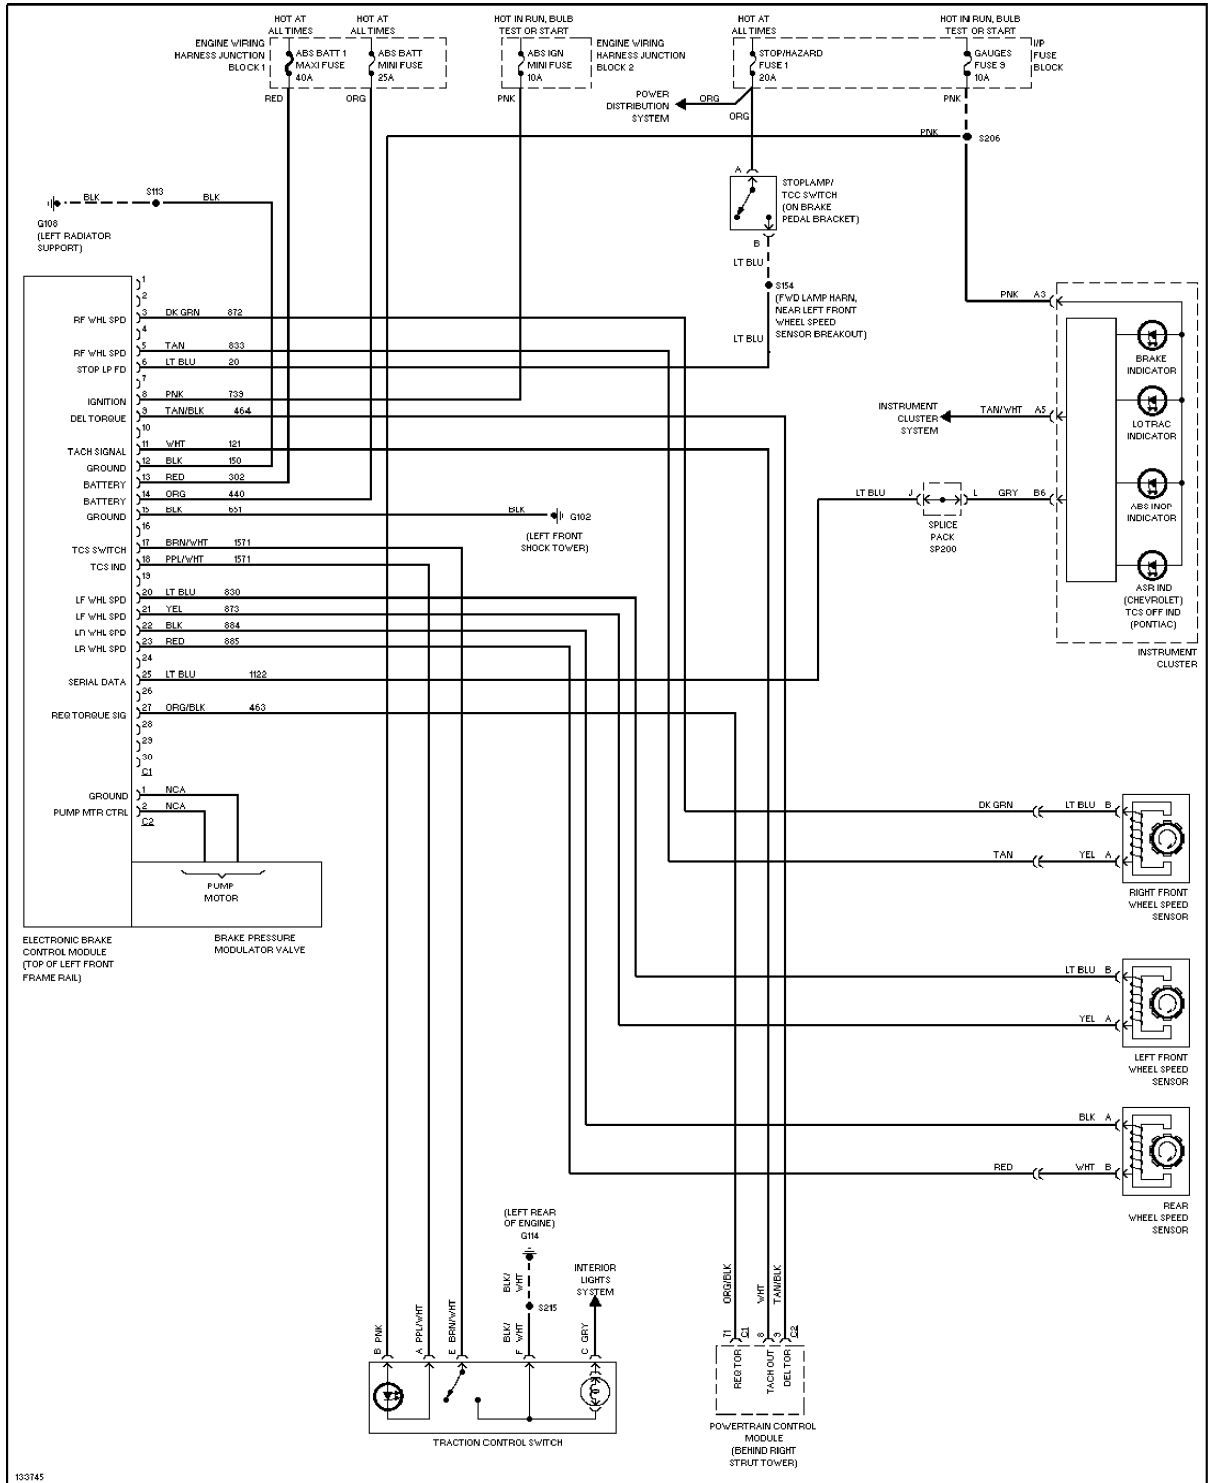 HOT AT
ALL TIMES
HOT AT
ALL TIMES
HOT IN RUN, BULB
TEST OR START
HOT AT
ALL TIMES
HOT IN RUN, BULB
TEST OR START
ENGINE WIRING
HARNESS JUNCTION
BLOCK 1
ABS BATT 1
MAXI FUSE
40A
ABS BATT
MINI FUSE
25A
ABS IGN
MINI FUSE
10A
ENGINE WIRING
HARNESS JUNCTION
BLOCK 2
STOP/HAZARD
FUSE 1
20A
GAUGES
FUSE 9
10A
I/P
FUSE
BLOCK
RED
ORG
PNK
POWER
DISTRIBUTION
SYSTEM
ORG
ORG
PNK
PNK
S206
A
STOPLAMP/
TCC SWITCH
(ON BRAKE
PEDAL BRACKET)
B
LT BLU
S154
(FWD LAMP HARN,
NEAR LEFT FRONT
WHEEL SPEED
SENSOR BREAKOUT)
LT BLU
BLK
S113
BLK
G108
(LEFT RADIATOR
SUPPORT)
1
2
RF WHL SPD 3 DK GRN 872
4
RF WHL SPD 5 TAN 833
STOP LP FD 6 LT BLU 20
7
IGNITION 8 PNK 739
DEL TORQUE 9 TAN/BLK 464
10
TACH SIGNAL 11 WHT 121
GROUND 12 BLK 150
BATTERY 13 RED 302
BATTERY 14 ORG 440
GROUND 15 BLK 651
16
TCS SWITCH 17 BRN/WHT 1571
TCS IND 18 PPL/WHT 1571
19
LF WHL SPD 20 LT BLU 830
LF WHL SPD 21 YEL 873
LR WHL SPD 22 BLK 884
LR WHL SPD 23 RED 885
24
SERIAL DATA 25 LT BLU 1122
26
REQ TORQUE SIG 27 ORG/BLK 463
28
29
30
C1
GROUND 1 NCA
PUMP MTR CTRL 2 NCA
C2
PUMP
MOTOR
ELECTRONIC BRAKE
CONTROL MODULE
(TOP OF LEFT FRONT
FRAME RAIL)
BRAKE PRESSURE
MODULATOR VALVE
BLK
G102
(LEFT FRONT
SHOCK TOWER)
PNK A3
BRAKE
INDICATOR
INSTRUMENT
CLUSTER
SYSTEM
TAN/WHT A5
LO TRAC
INDICATOR
LT BLU J
L GRY B6
SPLICE
PACK
SP200
ABS INOP
INDICATOR
ASR IND
(CHEVROLET)
TCS OFF IND
(PONTIAC)
INSTRUMENT
CLUSTER
DK GRN LT BLU B
TAN YEL A
RIGHT FRONT
WHEEL SPEED
SENSOR
LT BLU B
YEL A
LEFT FRONT
WHEEL SPEED
SENSOR
BLK A
RED WHT B
REAR
WHEEL SPEED
SENSOR
(LEFT REAR
OF ENGINE)
G114
BLK/
WHT
S215
BLK/
WHT
INTERIOR
LIGHTS
SYSTEM
B PNK
A PPL/WHT
E BRN/WHT
F
C GRY
TRACTION CONTROL SWITCH
ORG/BLK
WHT
TAN/BLK
71
C1
8
9
C2
REQ TOR
TACH OUT
DEL TOR
POWERTRAIN CONTROL
MODULE
(BEHIND RIGHT
STRUT TOWER)
133745